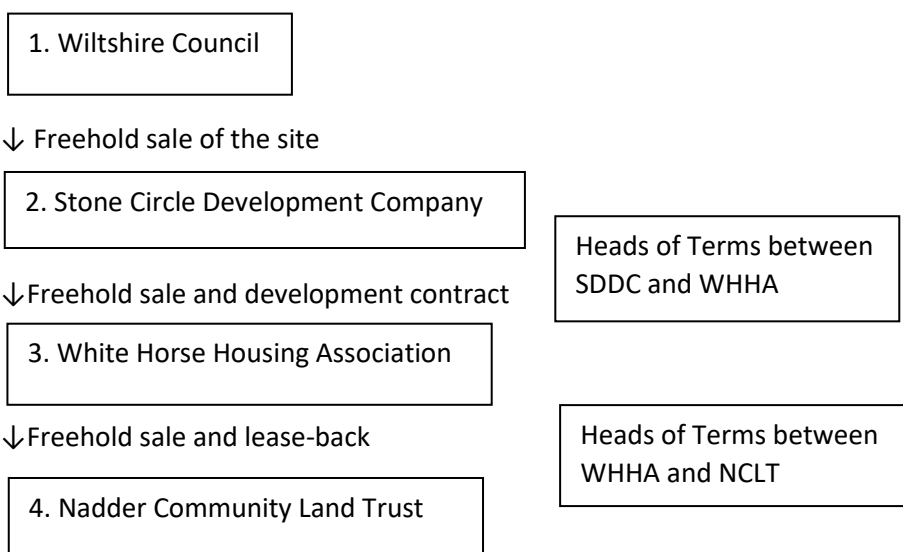 1. Wiltshire Council
↓ Freehold sale of the site
2. Stone Circle Development Company
Heads of Terms between
SDDC and WHHA
↓Freehold sale and development contract
3. White Horse Housing Association
↓Freehold sale and lease-back
Heads of Terms between
WHHA and NCLT
4. Nadder Community Land Trust